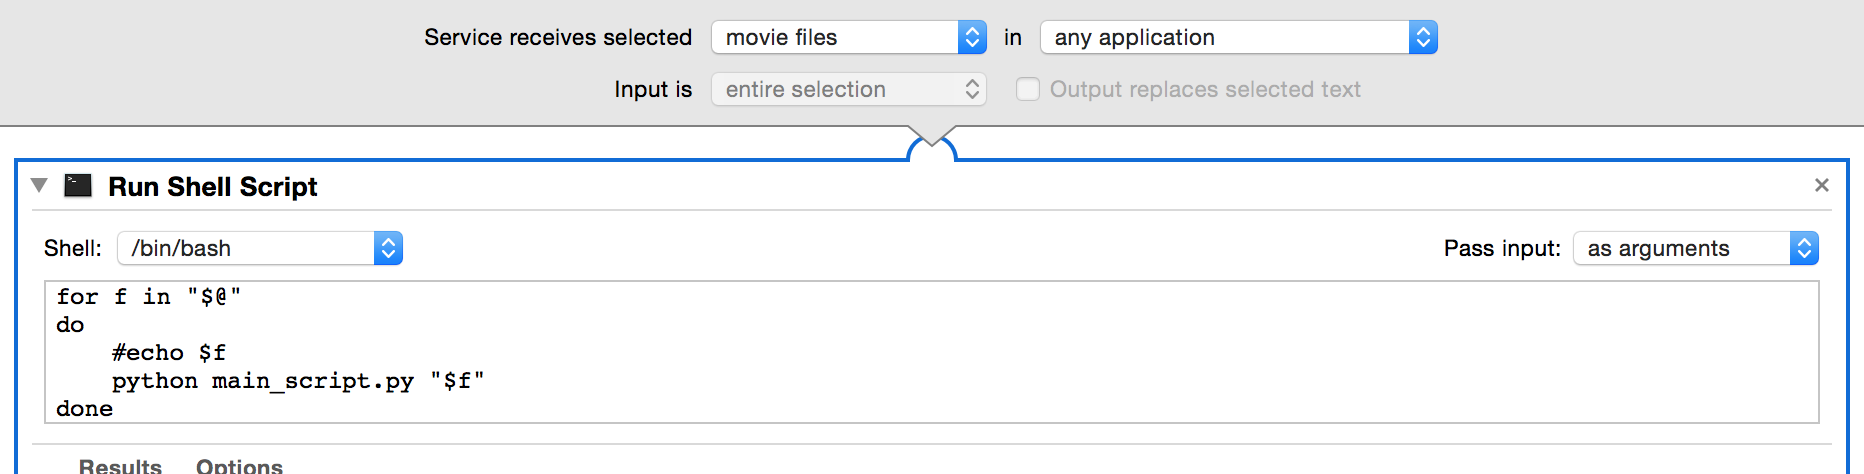 Service receives selected movie files in any application
Input is entire selection Output replaces selected text
Run Shell Script
Shell: /bin/bash Pass input: as arguments
for f in "$@"
do
    #echo $f
    python main_script.py "$f"
done
Results Options